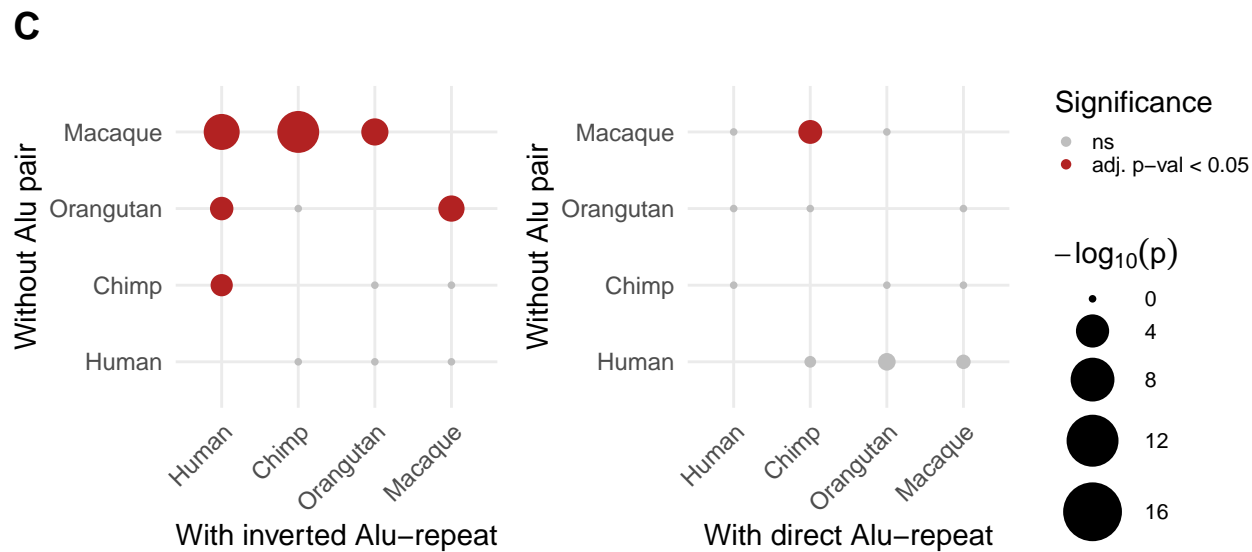 C
Without Alu pair
Macaque
Orangutan
Chimp
Human
Human
Chimp
Orangutan
Macaque
With inverted Alu−repeat
Without Alu pair
Macaque
Orangutan
Chimp
Human
Human
Chimp
Orangutan
Macaque
With direct Alu−repeat
Significance
ns
adj. p−val < 0.05
−log₁₀(p)
0
4
8
12
16